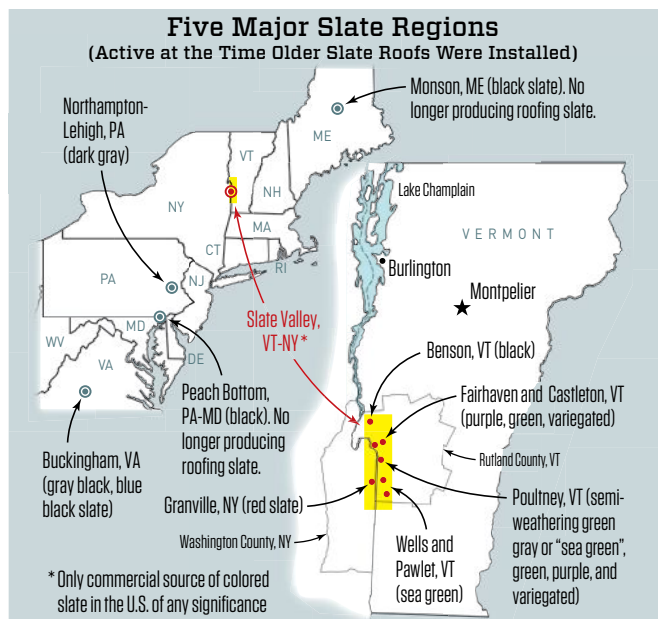 Five Major Slate Regions
(Active at the Time Older Slate Roofs Were Installed)
Northampton-
Lehigh, PA
(dark gray)
Monson, ME (black slate). No
longer producing roofing slate.
ME
VT
NH
NY
MA
CT
RI
PA
NJ
MD
DE
WV
VA
Lake Champlain
VERMONT
Burlington
Montpelier
Slate Valley,
VT-NY*
Benson, VT (black)
Fairhaven and Castleton, VT
(purple, green, variegated)
Peach Bottom,
PA-MD (black). No
longer producing
roofing slate.
Rutland County, VT
Buckingham, VA
(gray black, blue
black slate)
Granville, NY (red slate)
Washington County, NY
Poultney, VT (semi-
weathering green
gray or “sea green”,
green, purple, and
variegated)
Wells and
Pawlet, VT
(sea green)
* Only commercial source of colored
slate in the U.S. of any significance